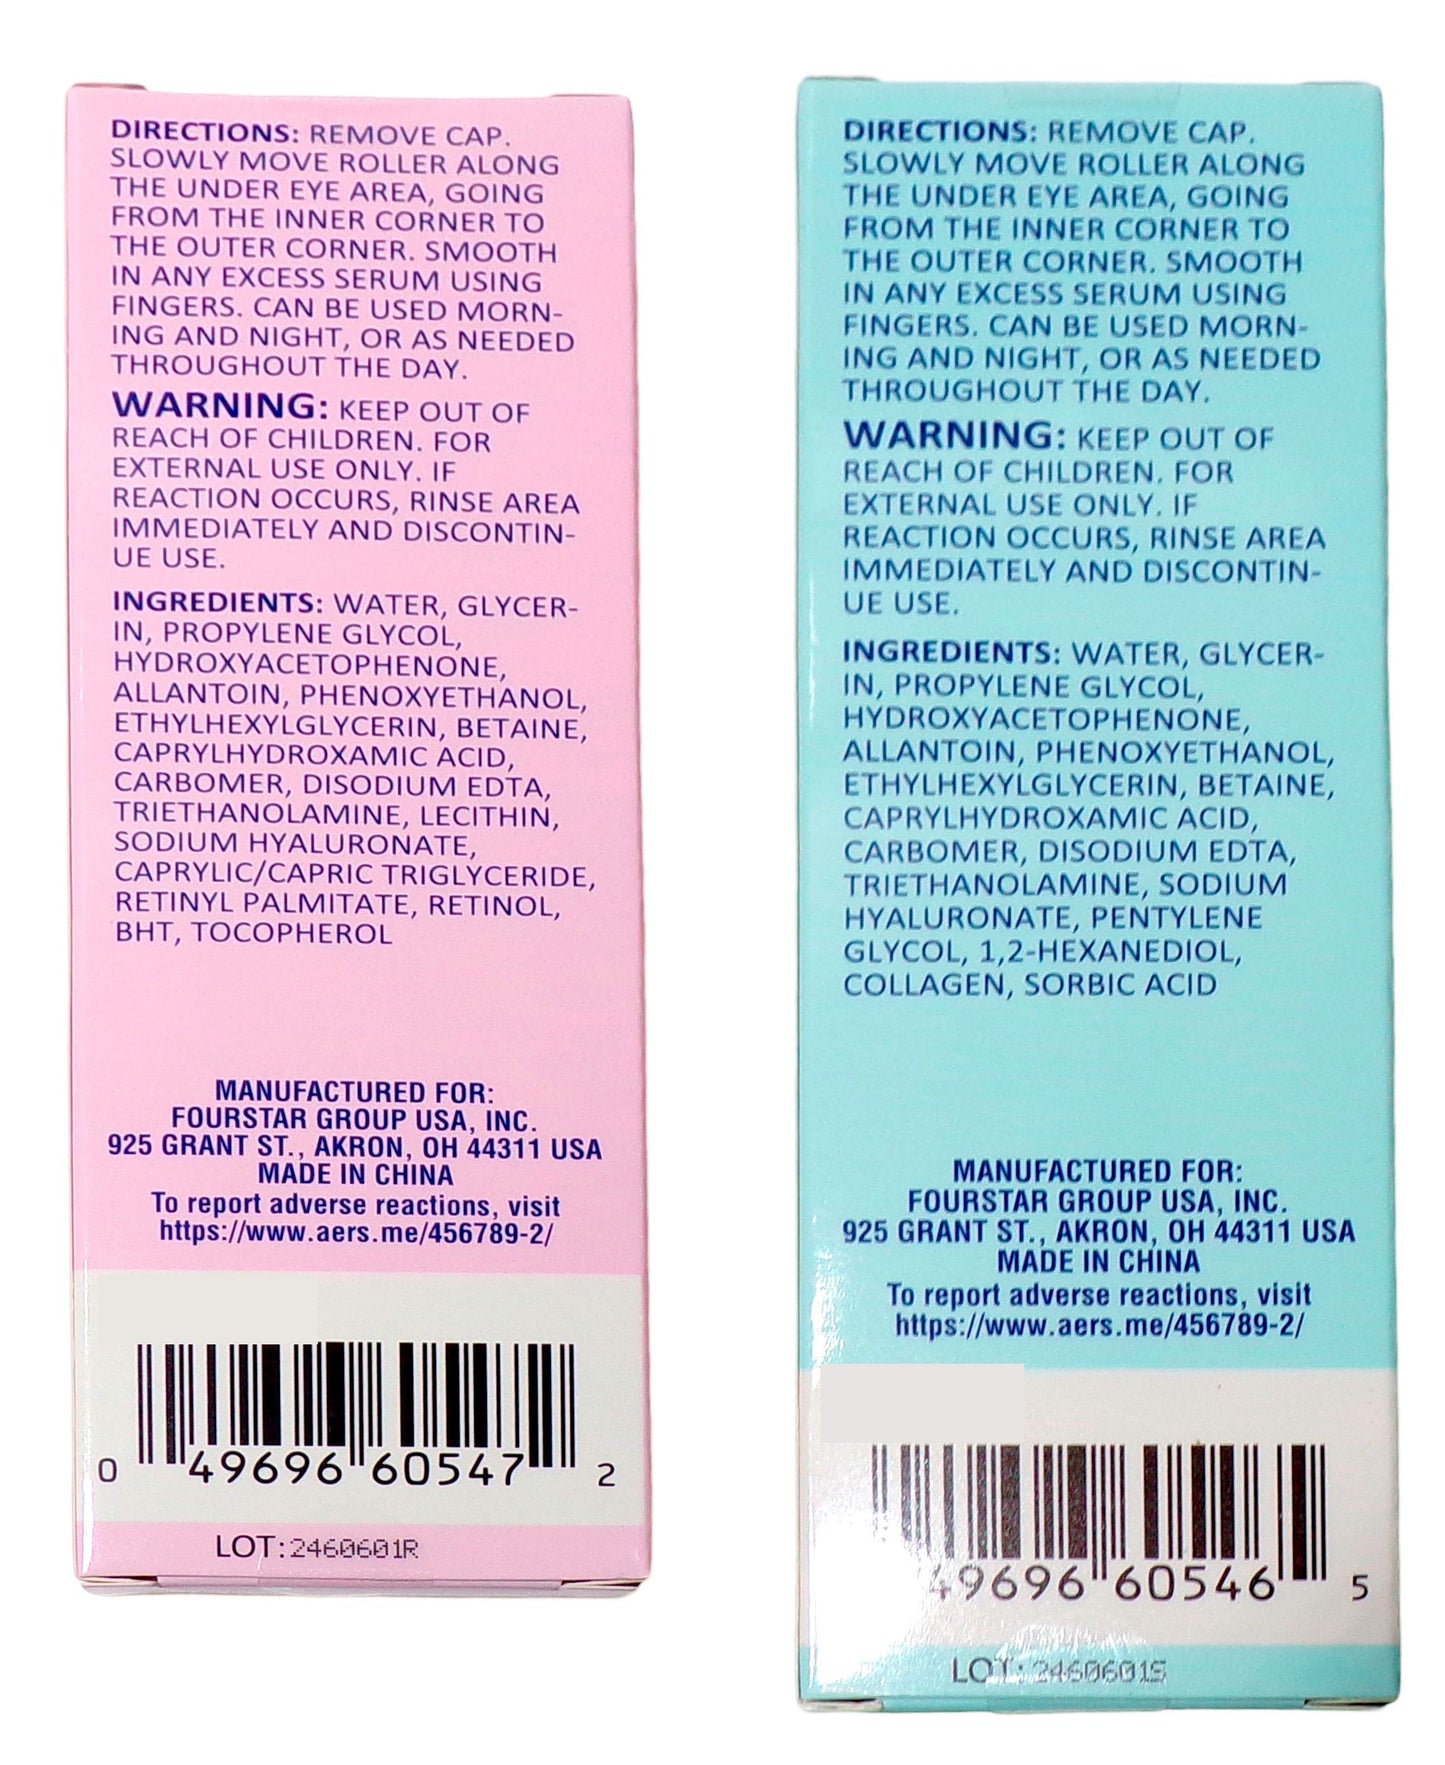 DIRECTIONS: REMOVE CAP.
SLOWLY MOVE ROLLER ALONG
THE UNDER EYE AREA, GOING
FROM THE INNER CORNER TO
THE OUTER CORNER. SMOOTH
IN ANY EXCESS SERUM USING
FINGERS. CAN BE USED MORN-
ING AND NIGHT, OR AS NEEDED
THROUGHOUT THE DAY.
WARNING: KEEP OUT OF
REACH OF CHILDREN. FOR
EXTERNAL USE ONLY. IF
REACTION OCCURS, RINSE AREA
IMMEDIATELY AND DISCONTIN-
UE USE.
INGREDIENTS: WATER, GLYCER-
IN, PROPYLENE GLYCOL,
HYDROXYACETOPHENONE,
ALLANTOIN, PHENOXYETHANOL,
ETHYLHEXYLGLYCERIN, BETAINE,
CAPRYLHYDROXAMIC ACID,
CARBOMER, DISODIUM EDTA,
TRIETHANOLAMINE, LECITHIN,
SODIUM HYALURONATE,
CAPRYLIC/CAPRIC TRIGLYCERIDE,
RETINYL PALMITATE, RETINOL,
BHT, TOCOPHEROL
MANUFACTURED FOR:
FOURSTAR GROUP USA, INC.
925 GRANT ST., AKRON, OH 44311 USA
MADE IN CHINA
To report adverse reactions, visit
https://www.aers.me/456789-2/
0 49696 60547 2
LOT:2460601R
DIRECTIONS: REMOVE CAP.
SLOWLY MOVE ROLLER ALONG
THE UNDER EYE AREA, GOING
FROM THE INNER CORNER TO
THE OUTER CORNER. SMOOTH
IN ANY EXCESS SERUM USING
FINGERS. CAN BE USED MORN-
ING AND NIGHT, OR AS NEEDED
THROUGHOUT THE DAY.
WARNING: KEEP OUT OF
REACH OF CHILDREN. FOR
EXTERNAL USE ONLY. IF
REACTION OCCURS, RINSE AREA
IMMEDIATELY AND DISCONTIN-
UE USE.
INGREDIENTS: WATER, GLYCER-
IN, PROPYLENE GLYCOL,
HYDROXYACETOPHENONE,
ALLANTOIN, PHENOXYETHANOL,
ETHYLHEXYLGLYCERIN, BETAINE,
CAPRYLHYDROXAMIC ACID,
CARBOMER, DISODIUM EDTA,
TRIETHANOLAMINE, SODIUM
HYALURONATE, PENTYLENE
GLYCOL, 1,2-HEXANEDIOL,
COLLAGEN, SORBIC ACID
MANUFACTURED FOR:
FOURSTAR GROUP USA, INC.
925 GRANT ST., AKRON, OH 44311 USA
MADE IN CHINA
To report adverse reactions, visit
https://www.aers.me/456789-2/
49696 60546 5
LOT: 2460601S